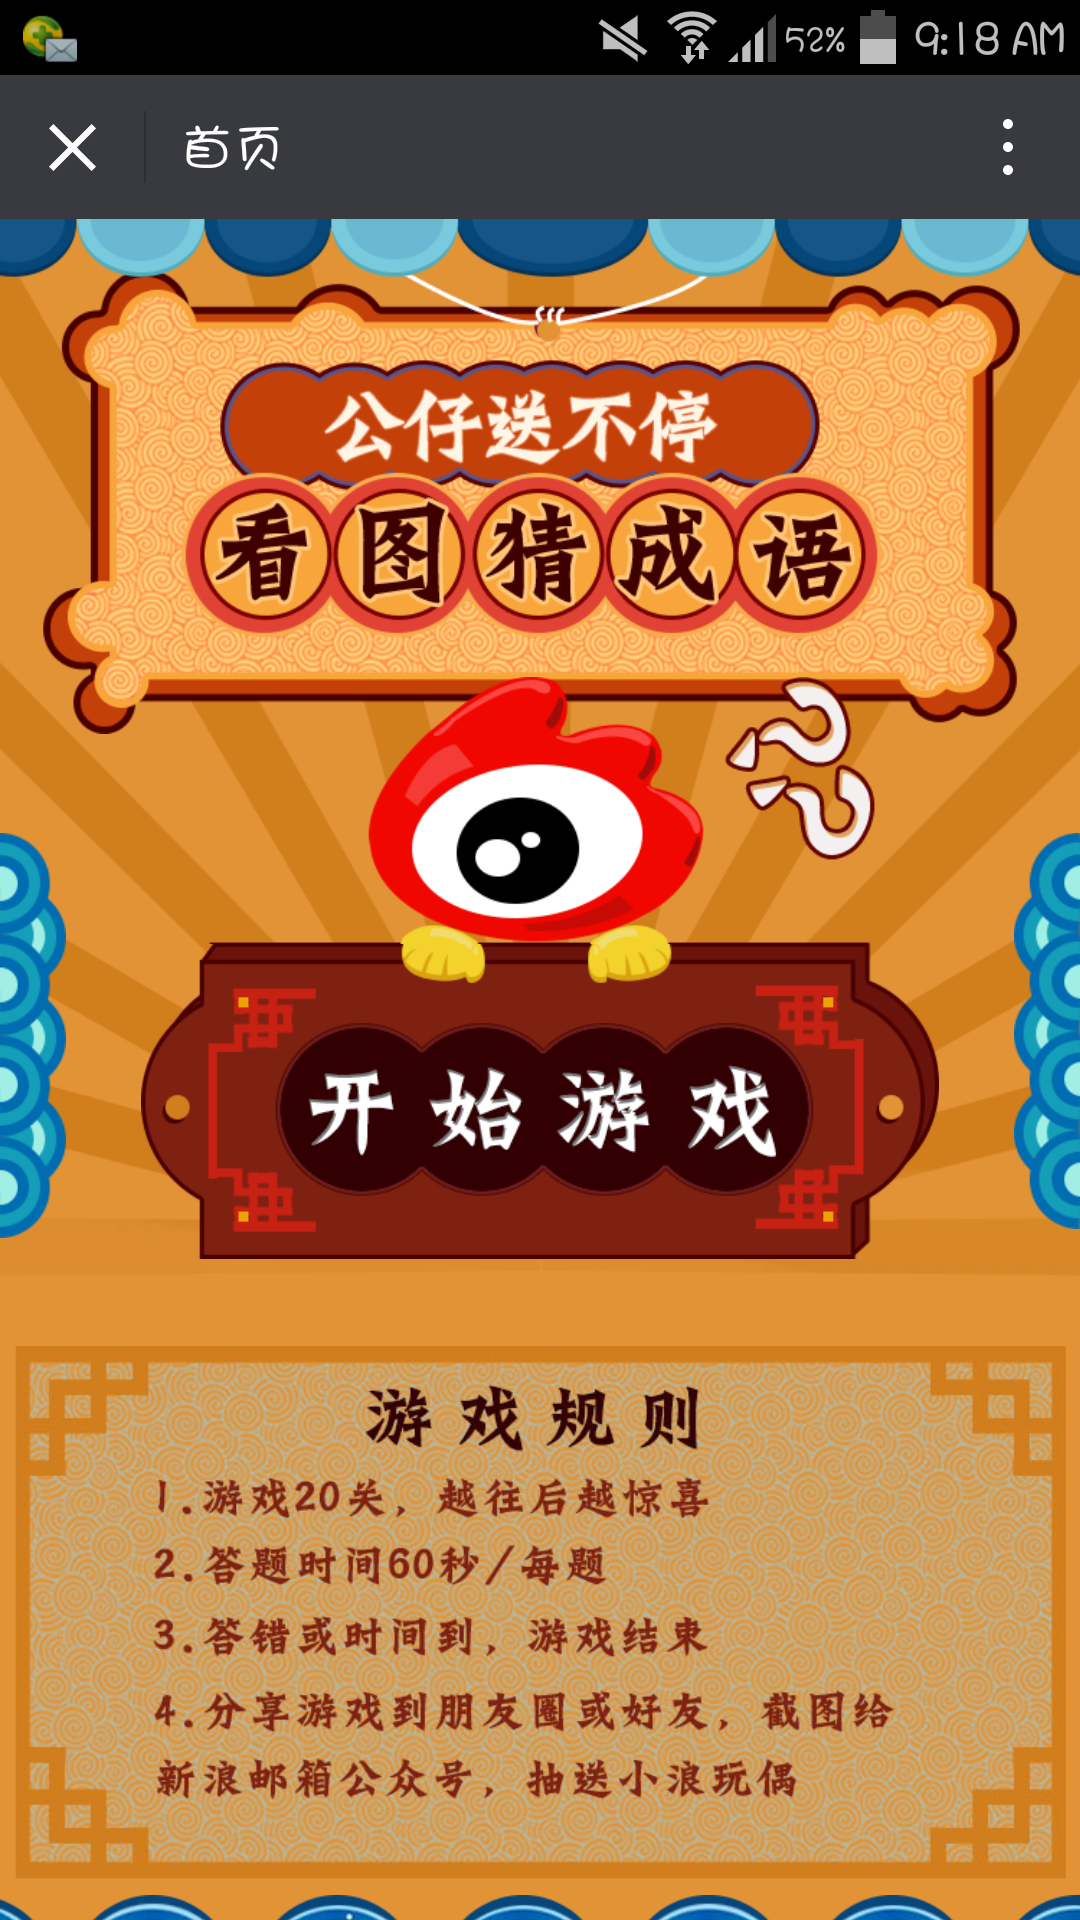 52% 9:18 AM
首页
公仔送不停
看图猜成语
开始游戏
游戏规则
1.游戏20关，越往后越惊喜
2.答题时间60秒/每题
3.答错或时间到，游戏结束
4.分享游戏到朋友圈或好友，截图给
新浪邮箱公众号，抽送小浪玩偶